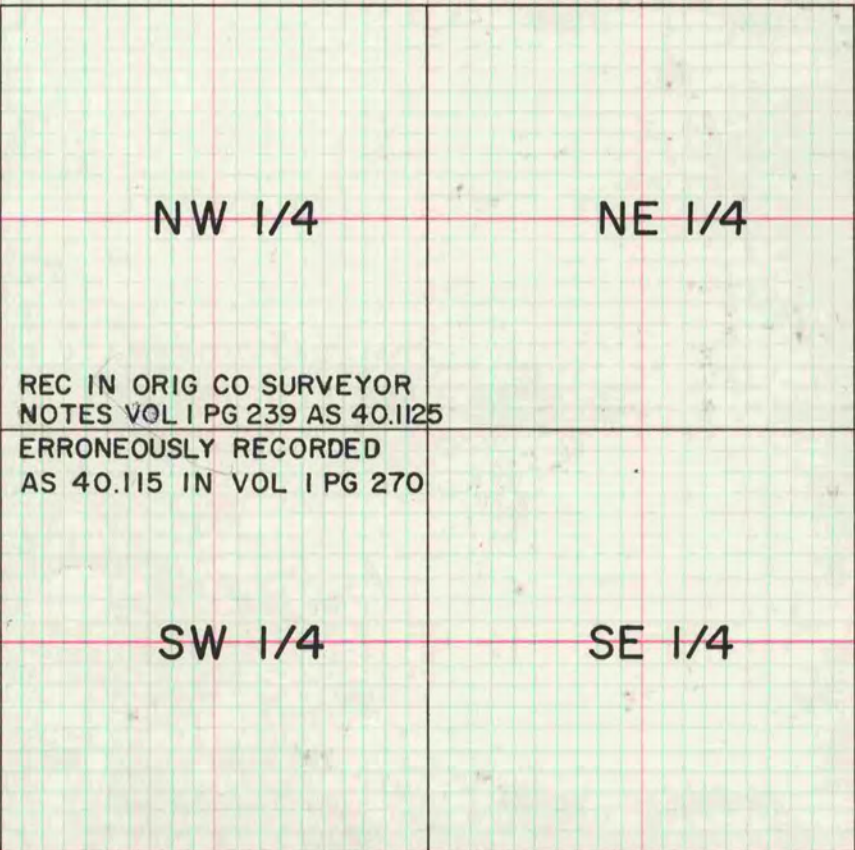 NW 1/4
NE 1/4
REC IN ORIG CO SURVEYOR
NOTES VOL I PG 239 AS 40.1125
ERRONEOUSLY RECORDED
AS 40.115 IN VOL I PG 270
SW 1/4
SE 1/4